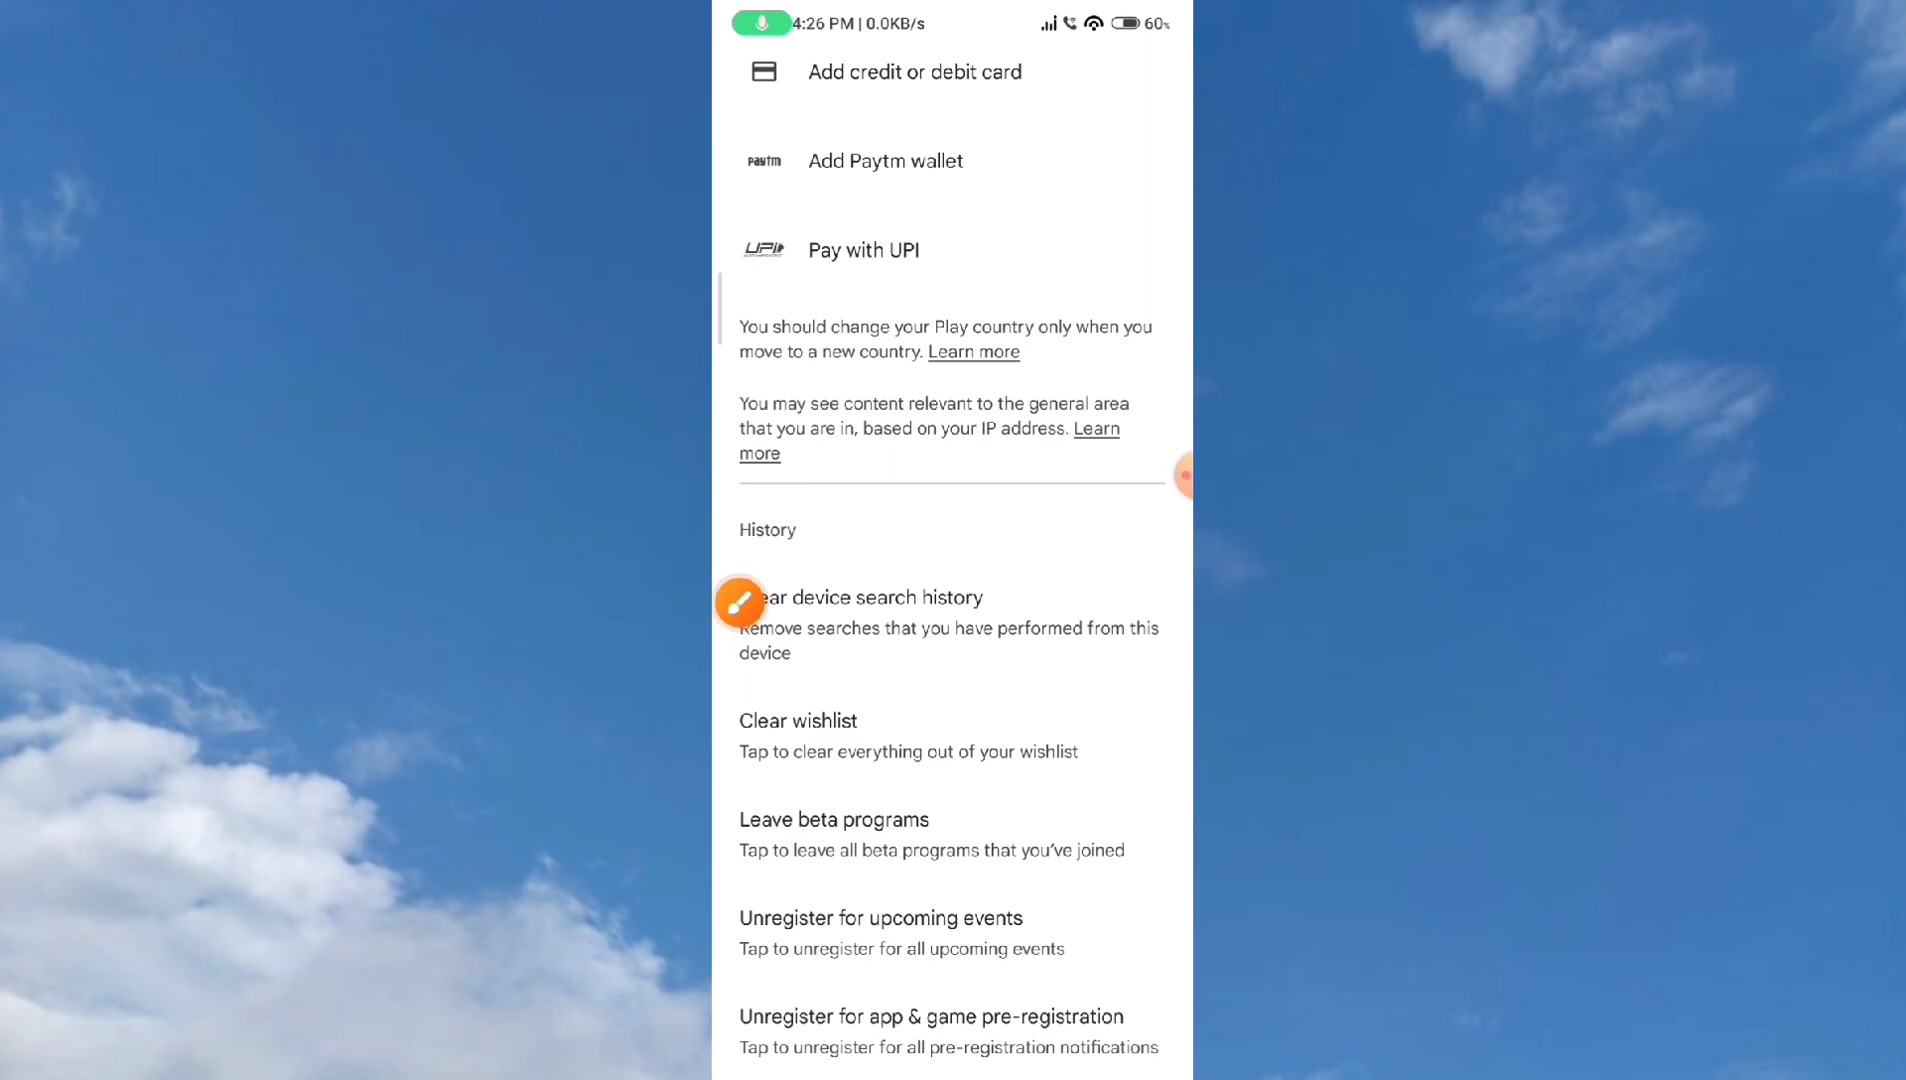 4:26 PM | 0.0KB/s 60%
Add credit or debit card
Paytm Add Paytm wallet
UPI Pay with UPI
You should change your Play country only when you
move to a new country. Learn more
You may see content relevant to the general area
that you are in, based on your IP address. Learn
more
History
ear device search history
Remove searches that you have performed from this
device
Clear wishlist
Tap to clear everything out of your wishlist
Leave beta programs
Tap to leave all beta programs that you've joined
Unregister for upcoming events
Tap to unregister for all upcoming events
Unregister for app & game pre-registration
Tap to unregister for all pre-registration notifications